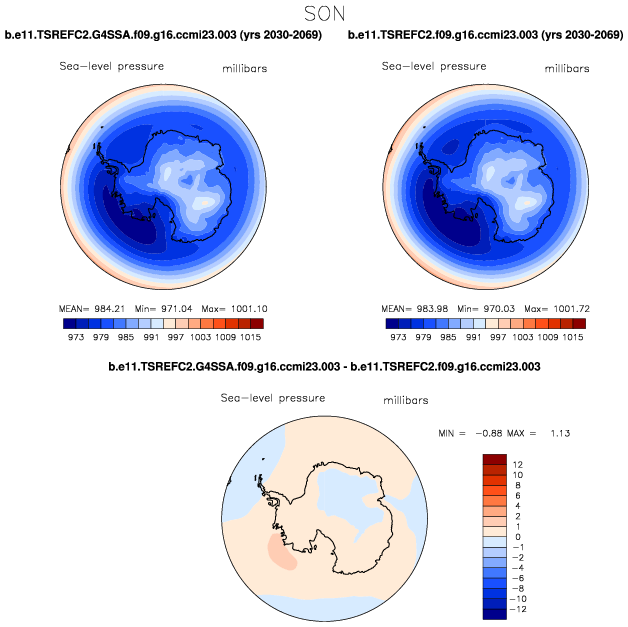 SON
b.e11.TSREFC2.G4SSA.f09.g16.ccmi23.003 (yrs 2030-2069)
b.e11.TSREFC2.f09.g16.ccmi23.003 (yrs 2030-2069)
Sea-level pressure millibars
Sea-level pressure millibars
MEAN= 984.21 Min= 971.04 Max= 1001.10
973 979 985 991 997 1003 1009 1015
MEAN= 983.98 Min= 970.03 Max= 1001.72
973 979 985 991 997 1003 1009 1015
b.e11.TSREFC2.G4SSA.f09.g16.ccmi23.003 - b.e11.TSREFC2.f09.g16.ccmi23.003
Sea-level pressure millibars
MIN = -0.88 MAX = 1.13
12
10
8
6
4
2
1
0
-1
-2
-4
-6
-8
-10
-12